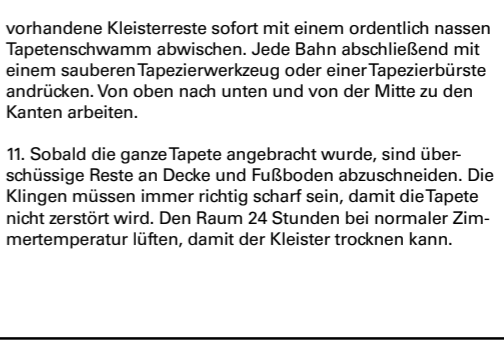 vorhandene Kleisterreste sofort mit einem ordentlich nassen
Tapetenschwamm abwischen. Jede Bahn abschließend mit
einem sauberen Tapezierwerkzeug oder einer Tapezierbürste
andrücken. Von oben nach unten und von der Mitte zu den
Kanten arbeiten.

11. Sobald die ganze Tapete angebracht wurde, sind über-
schüssige Reste an Decke und Fußboden abzuschneiden. Die
Klingen müssen immer richtig scharf sein, damit die Tapete
nicht zerstört wird. Den Raum 24 Stunden bei normaler Zim-
mertemperatur lüften, damit der Kleister trocknen kann.